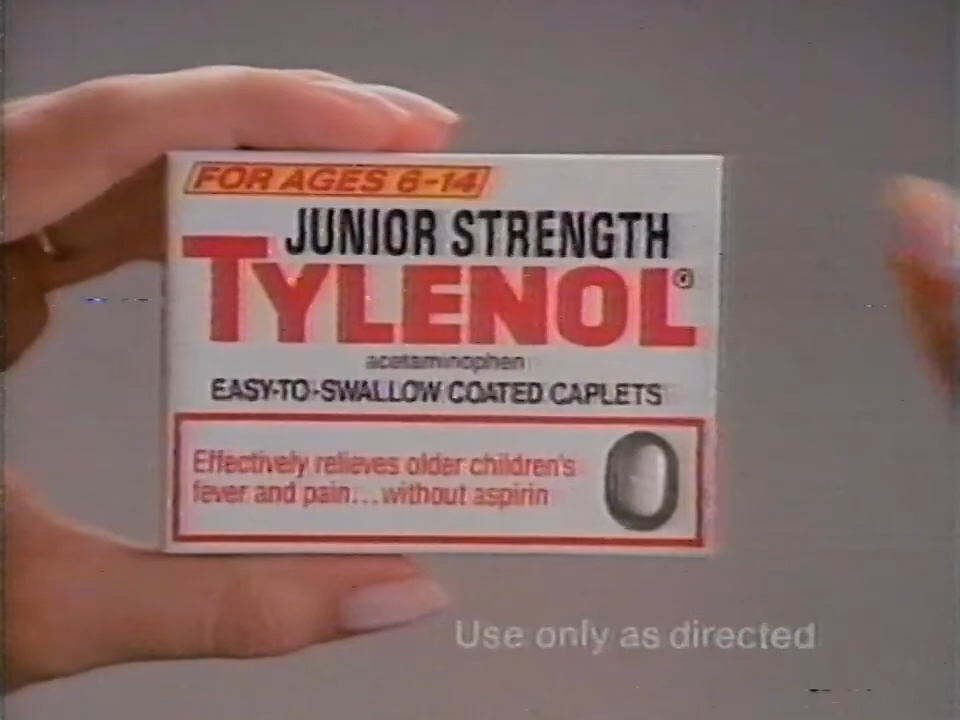 FOR AGES 6-14
JUNIOR STRENGTH
TYLENOL®
acetaminophen
EASY-TO-SWALLOW COATED CAPLETS
Effectively relieves older children's
fever and pain...without aspirin
Use only as directed